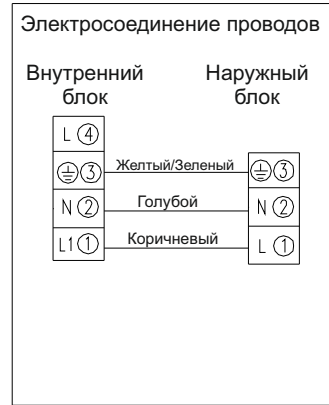 Электросоединение проводов
Внутренний Наружный
блок блок
L ④
⏚ ③ Желтый/Зеленый ⏚ ③
N ② Голубой N ②
L1 ① Коричневый L ①